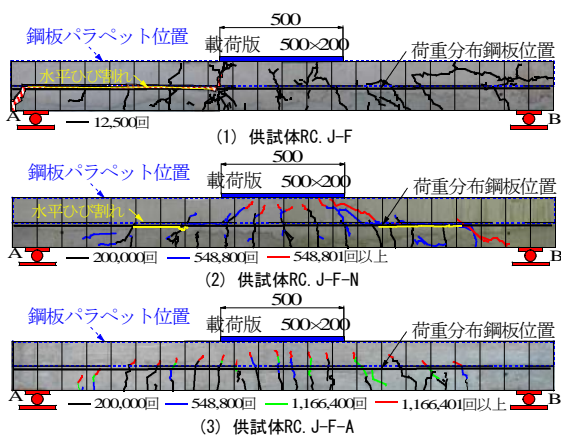 500
鋼板パラペット位置
載荷版 500×200
荷重分布鋼板位置
水平ひび割れ
A
B
12,500回
(1) 供試体RC.J-F
500
鋼板パラペット位置
載荷版 500×200
荷重分布鋼板位置
水平ひび割れ
A
B
200,000回 548,800回 548,801回以上
(2) 供試体RC.J-F-N
500
鋼板パラペット位置
載荷版 500×200
荷重分布鋼板位置
A
B
200,000回 548,800回 1,166,400回 1,166,401回以上
(3) 供試体RC.J-F-A